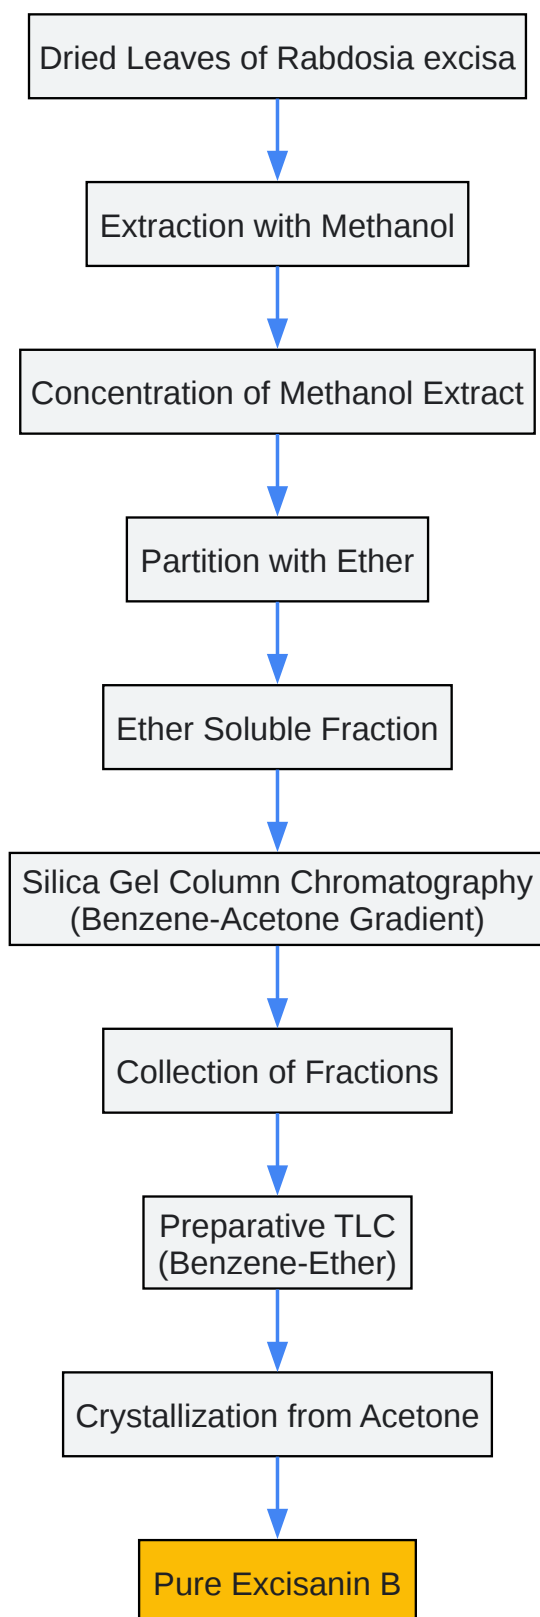 Dried Leaves of Rabdosia excisa
Extraction with Methanol
Concentration of Methanol Extract
Partition with Ether
Ether Soluble Fraction
Silica Gel Column Chromatography
(Benzene-Acetone Gradient)
Collection of Fractions
Preparative TLC
(Benzene-Ether)
Crystallization from Acetone
Pure Excisanin B